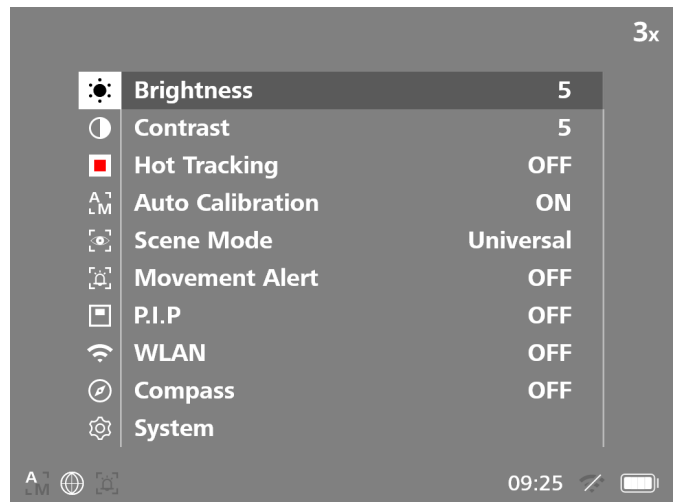 3x
Brightness 5
Contrast 5
Hot Tracking OFF
A M Auto Calibration ON
Scene Mode Universal
Movement Alert OFF
P.I.P OFF
WLAN OFF
Compass OFF
System
A M 09:25